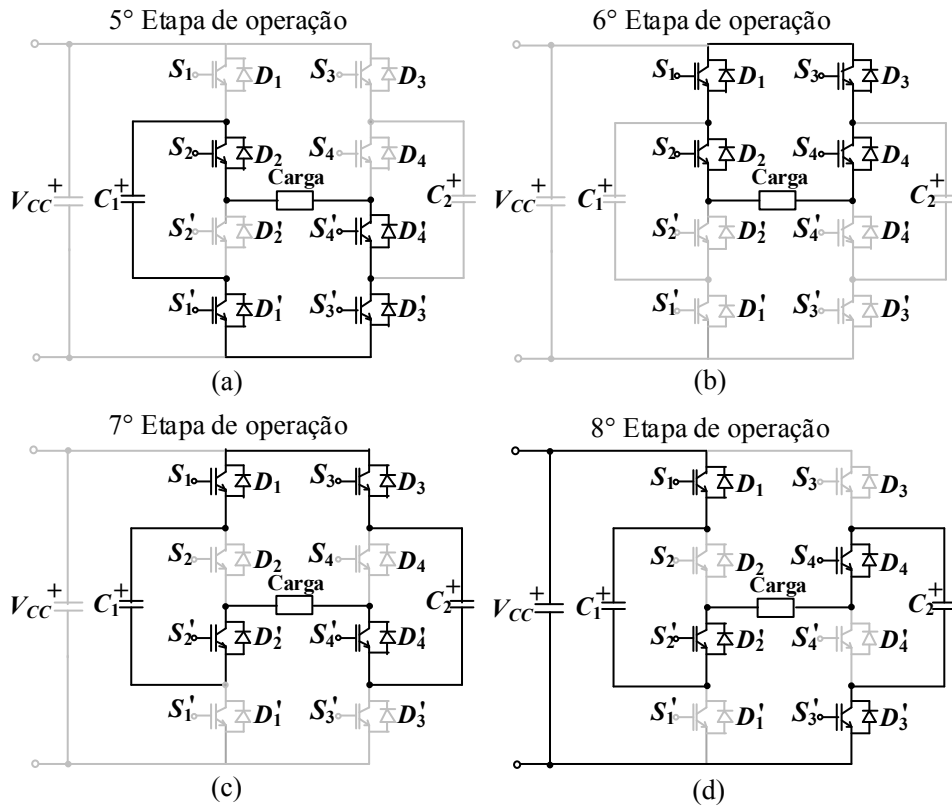 5° Etapa de operação
S1 D1 S3 D3
S2 D2 S4 D4
Carga
VCC + C1 + C2 +
S2' D2' S4' D4'
S1' D1' S3' D3'
(a)
6° Etapa de operação
S1 D1 S3 D3
S2 D2 S4 D4
Carga
VCC + C1 + C2 +
S2' D2' S4' D4'
S1' D1' S3' D3'
(b)
7° Etapa de operação
S1 D1 S3 D3
S2 D2 S4 D4
Carga
VCC + C1 + C2 +
S2' D2' S4' D4'
S1' D1' S3' D3'
(c)
8° Etapa de operação
S1 D1 S3 D3
S2 D2 S4 D4
Carga
VCC + C1 + C2 +
S2' D2' S4' D4'
S1' D1' S3' D3'
(d)